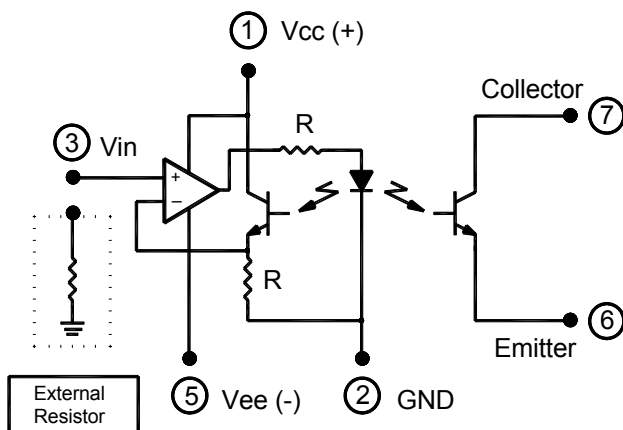 1 Vcc (+)
Collector
7
R
3 Vin
+
−
R
6
Emitter
5 Vee (-)
2 GND
External
Resistor